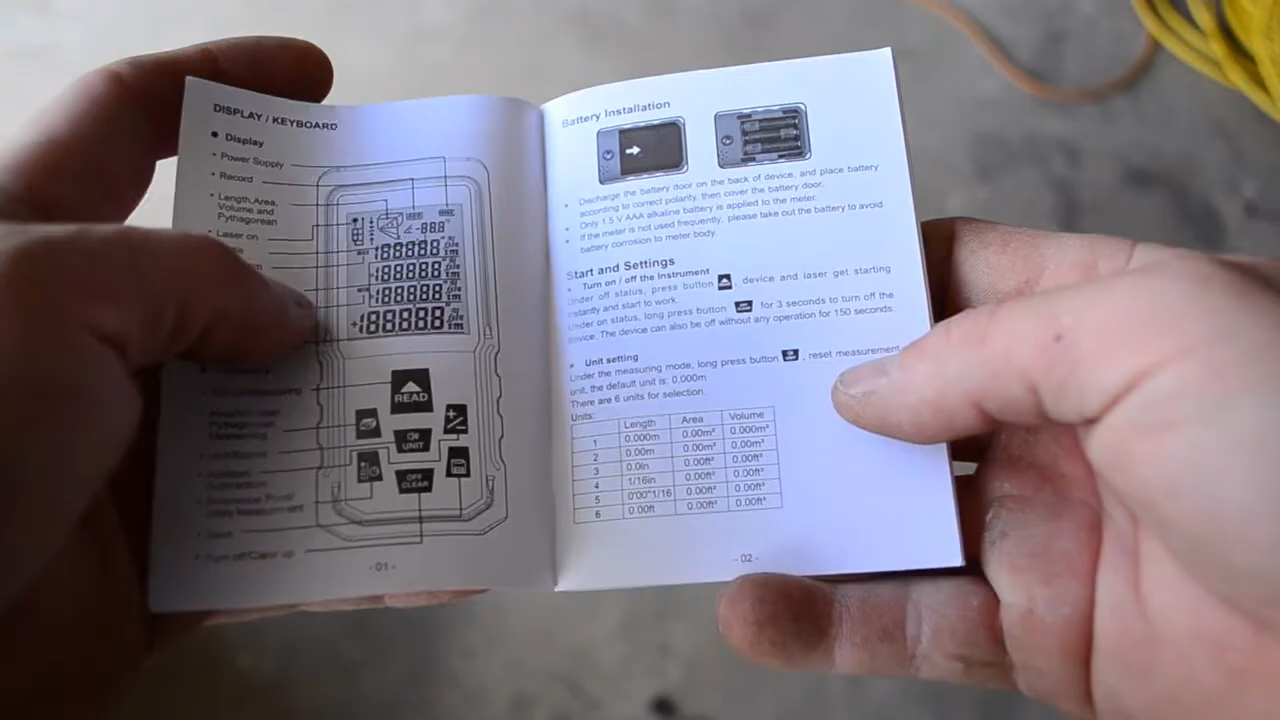 DISPLAY / KEYBOARD
Display
Power Supply
Record
Length,Area,
Volume and
Pythagorean
Laser on
READ
UNIT
OFF
CLEAR
Turn off/Clear up
- 01 -
Battery Installation
Discharge the battery door on the back of device, and place battery
according to correct polarity, then cover the battery door.
Only 1.5 V AAA alkaline battery is applied to the meter.
If the meter is not used frequently, please take out the battery to avoid
battery corrosion to meter body.
Start and Settings
Turn on / off the Instrument
Under off status, press button , device and laser get starting
instantly and start to work.
Under on status, long press button for 3 seconds to turn off the
device. The device can also be off without any operation for 150 seconds.
Unit setting
Under the measuring mode, long press button , reset measurement
unit, the default unit is: 0.000m
There are 6 units for selection.
Units:
Length Area Volume
1 0.000m 0.00m² 0.000m³
2 0.00m 0.00m² 0.00m³
3 0.0in 0.00ft² 0.00ft³
4 1/16in 0.00ft² 0.00ft³
5 0'00"1/16 0.00ft² 0.00ft³
6 0.00ft 0.00ft² 0.00ft³
- 02 -